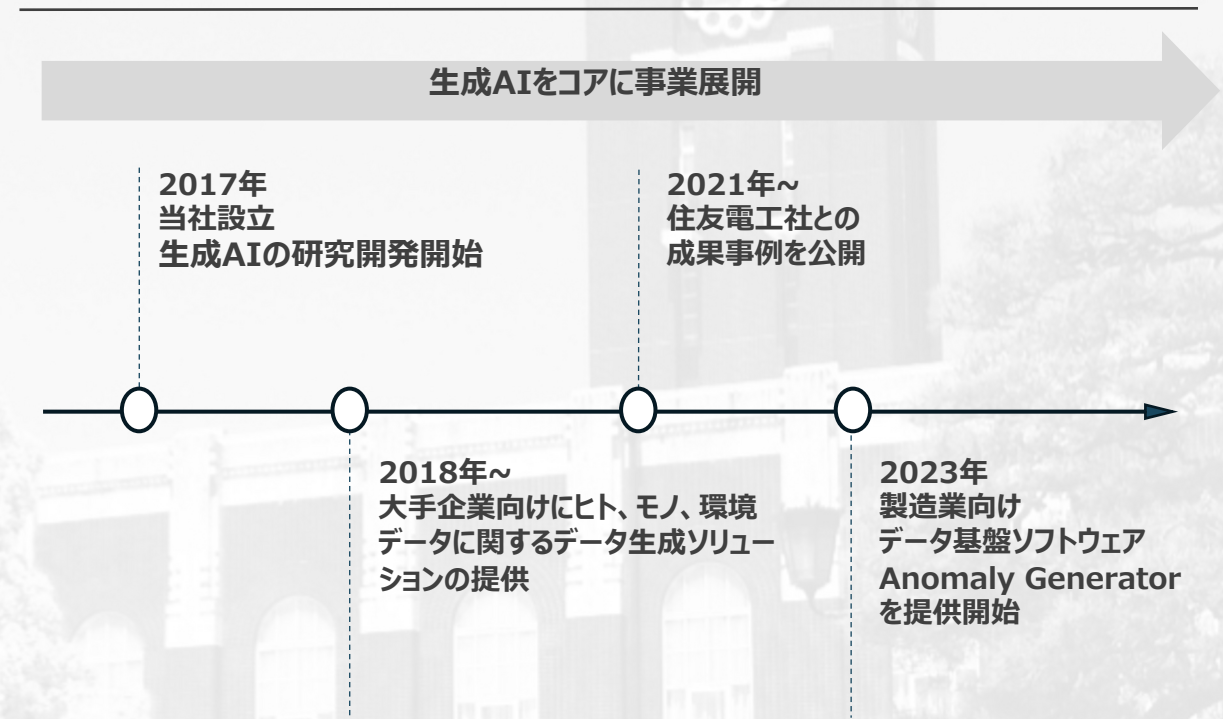 生成AIをコアに事業展開
2017年
当社設立
生成AIの研究開発開始
2021年~
住友電工社との
成果事例を公開
2018年~
大手企業向けにヒト、モノ、環境
データに関するデータ生成ソリュー
ションの提供
2023年
製造業向け
データ基盤ソフトウェア
Anomaly Generator
を提供開始